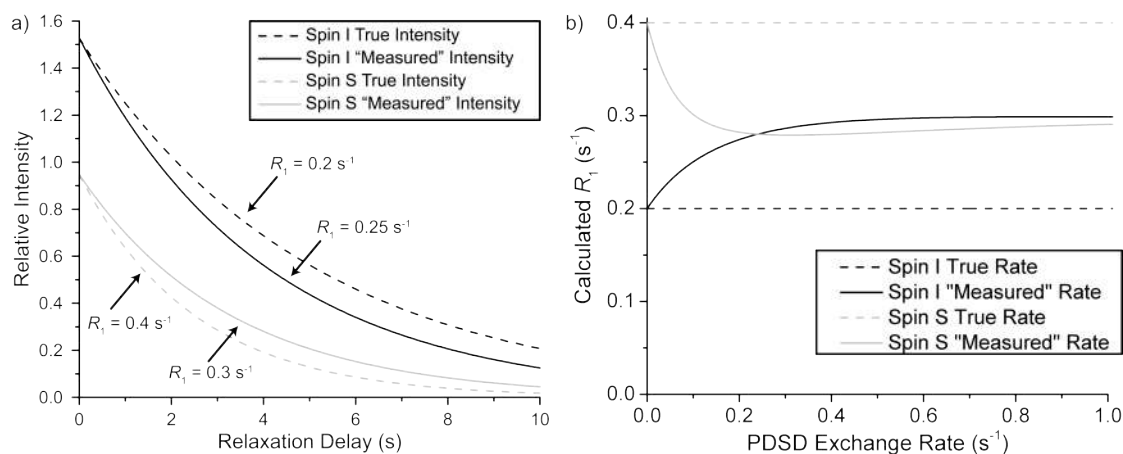 a)
1.6
1.4
1.2
1.0
0.8
0.6
0.4
0.2
0.0
Relative Intensity
Spin I True Intensity
Spin I “Measured” Intensity
Spin S True Intensity
Spin S “Measured” Intensity
R₁ = 0.2 s⁻¹
R₁ = 0.25 s⁻¹
R₁ = 0.4 s⁻¹
R₁ = 0.3 s⁻¹
0 2 4 6 8 10
Relaxation Delay (s)
b)
0.4
0.3
0.2
0.1
0.0
Calculated R₁ (s⁻¹)
Spin I True Rate
Spin I "Measured" Rate
Spin S True Rate
Spin S "Measured" Rate
0.0 0.2 0.4 0.6 0.8 1.0
PDSD Exchange Rate (s⁻¹)